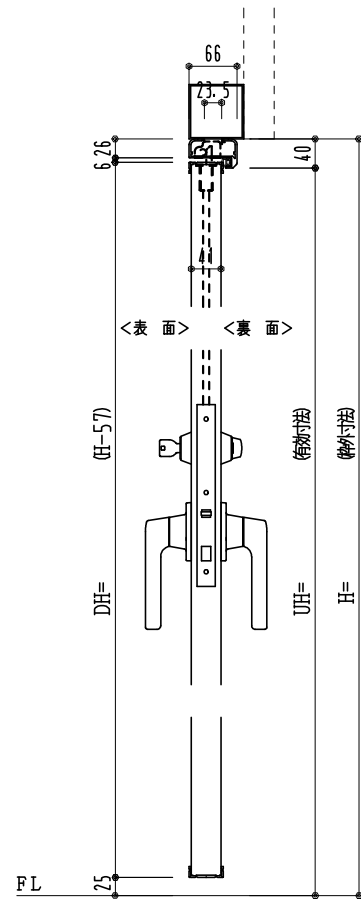 66
23.5
6 26
40
41
<表 面>
<裏 面>
DH= (H-57)
UH= (有効寸法)
H= (枠外寸法)
FL
25